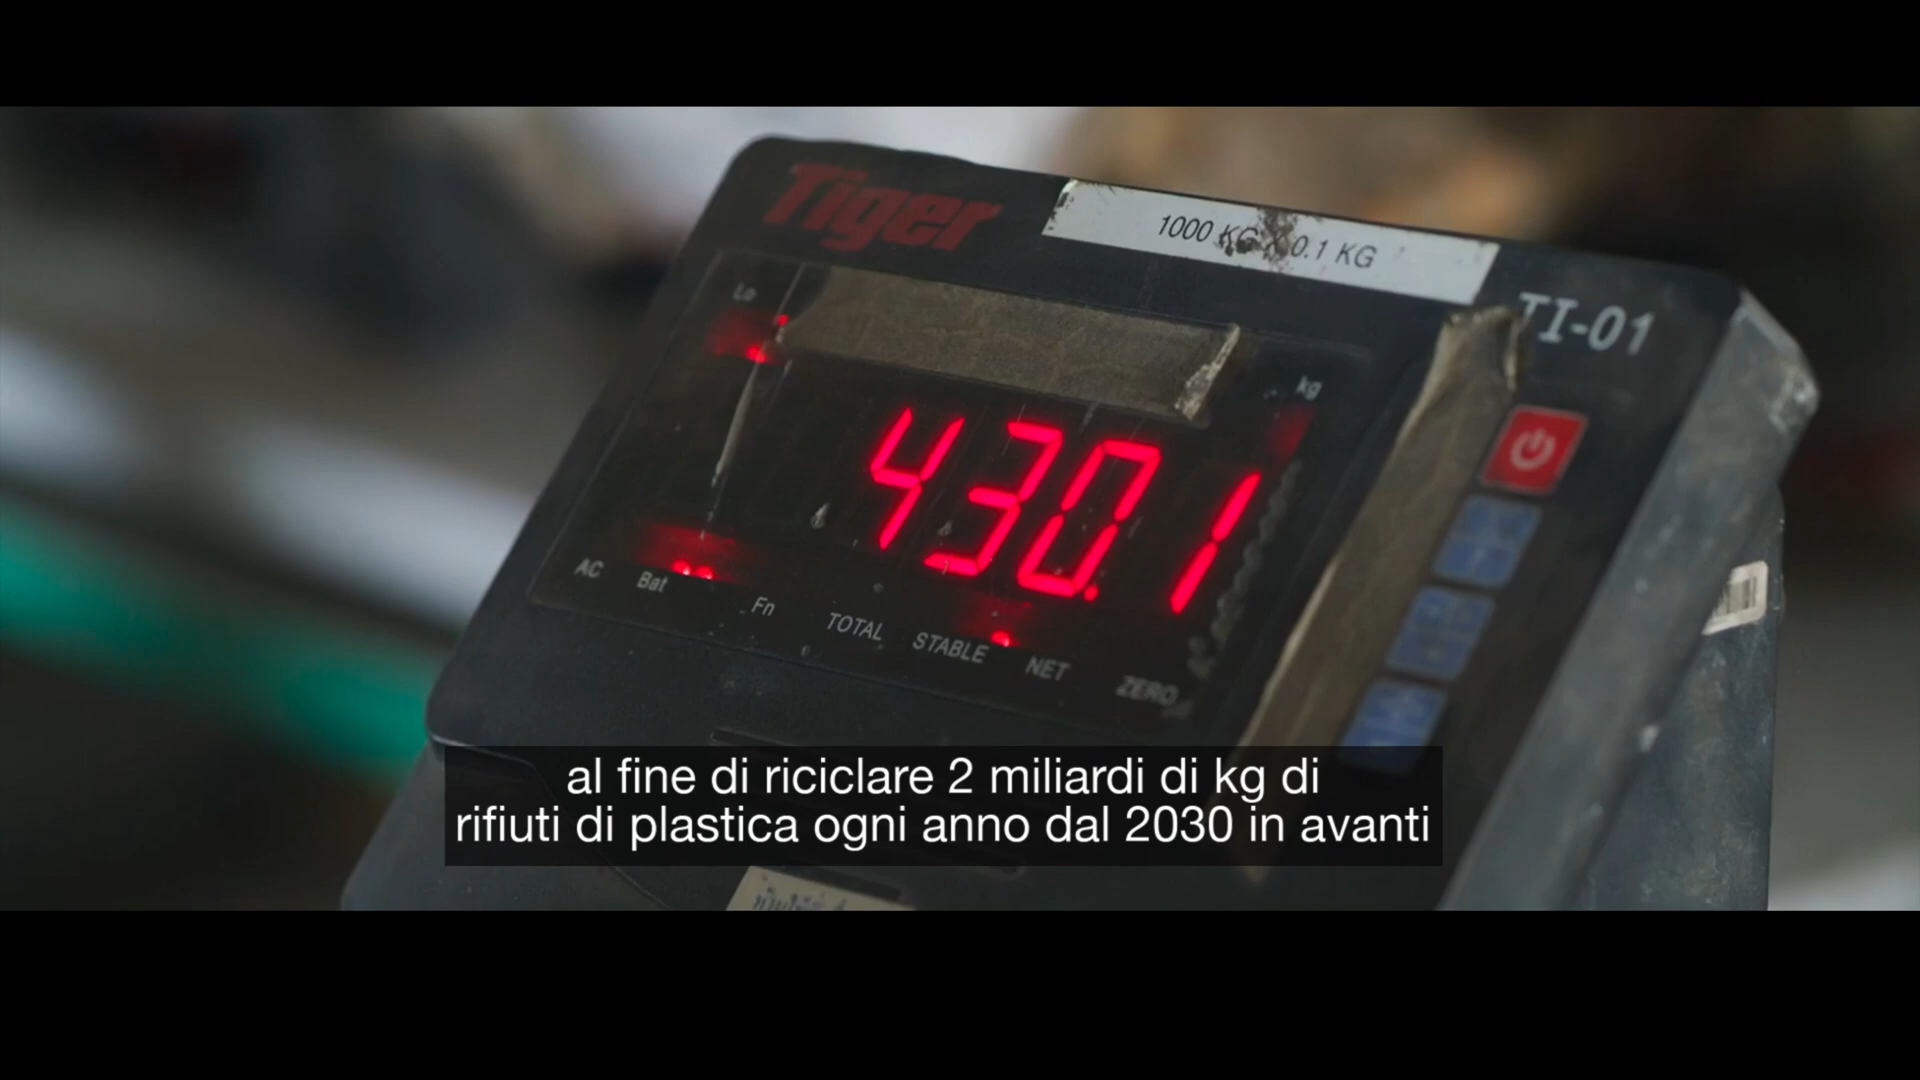 Tiger
1000 KG X 0.1 KG
TI-01
Lo
kg
430.1
AC Bat Fn TOTAL STABLE NET ZERO
al fine di riciclare 2 miliardi di kg di
rifiuti di plastica ogni anno dal 2030 in avanti